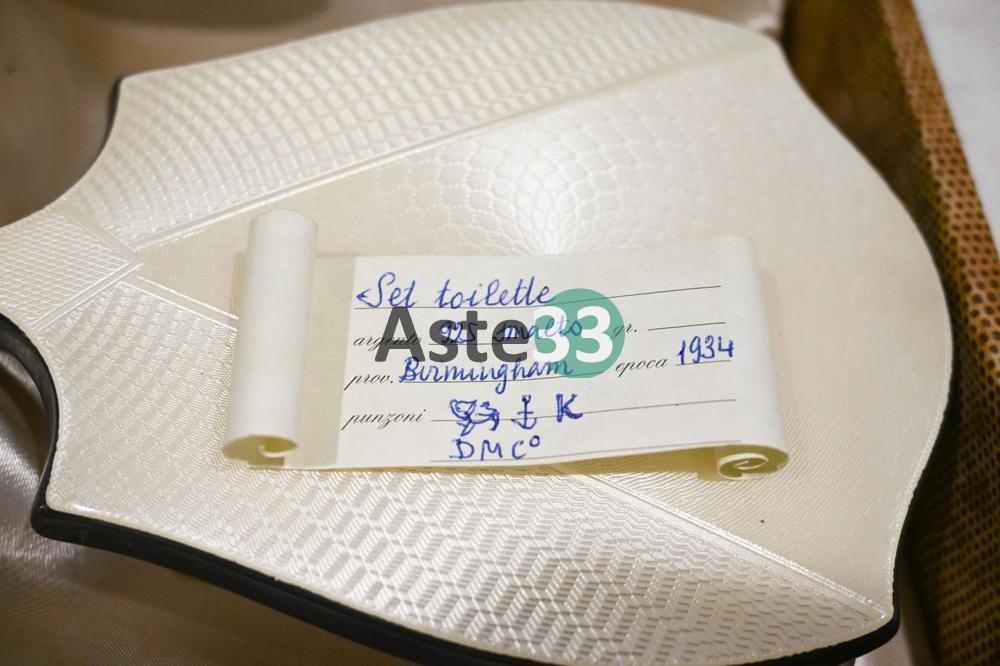 Set toilette
argento 925 smalto gr.
prov. Birmingham epoca 1934
punzoni K
DMC°
Aste33